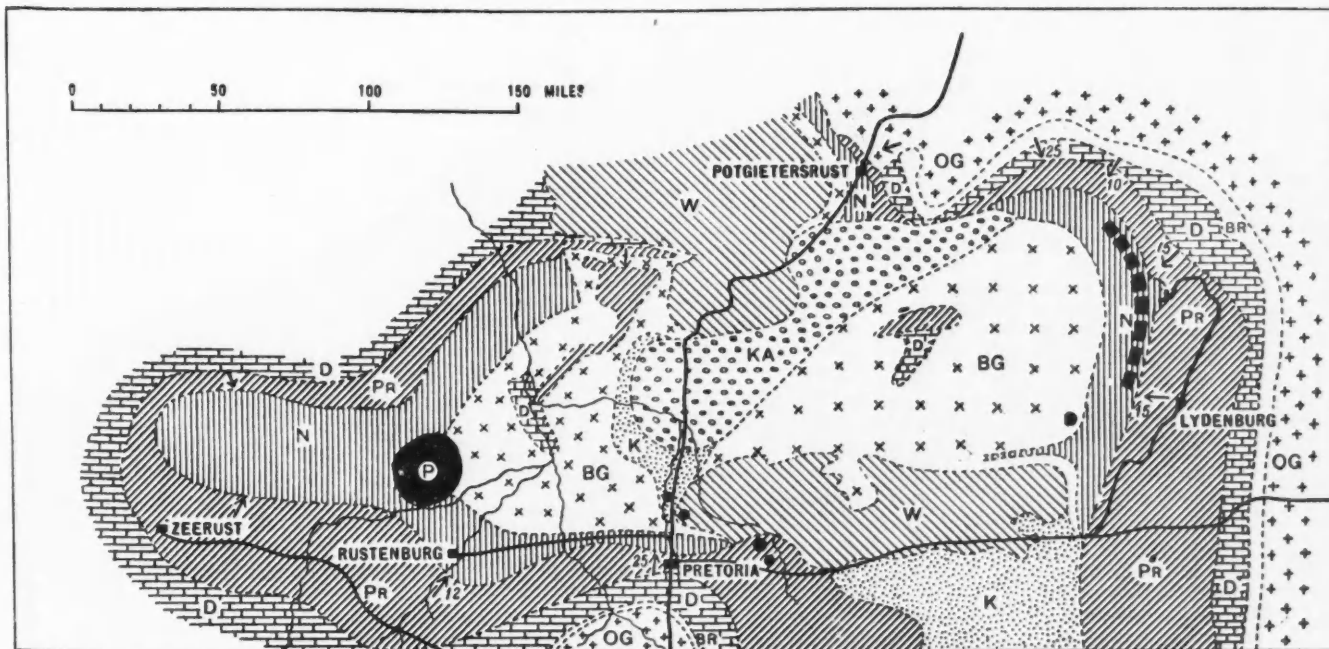 0 50 100 150 MILES
OG
25
POTGIETERSRUST
D
10
W
N
D
BR
15
Pr
N
D
KA
Pr
D
BG
N
D
15
LYDENBURG
K
P
BG
OG
ZEERUST
W
RUSTENBURG
25
PRETORIA
Pr
12
D
K
Pr
D
D
OG
BR